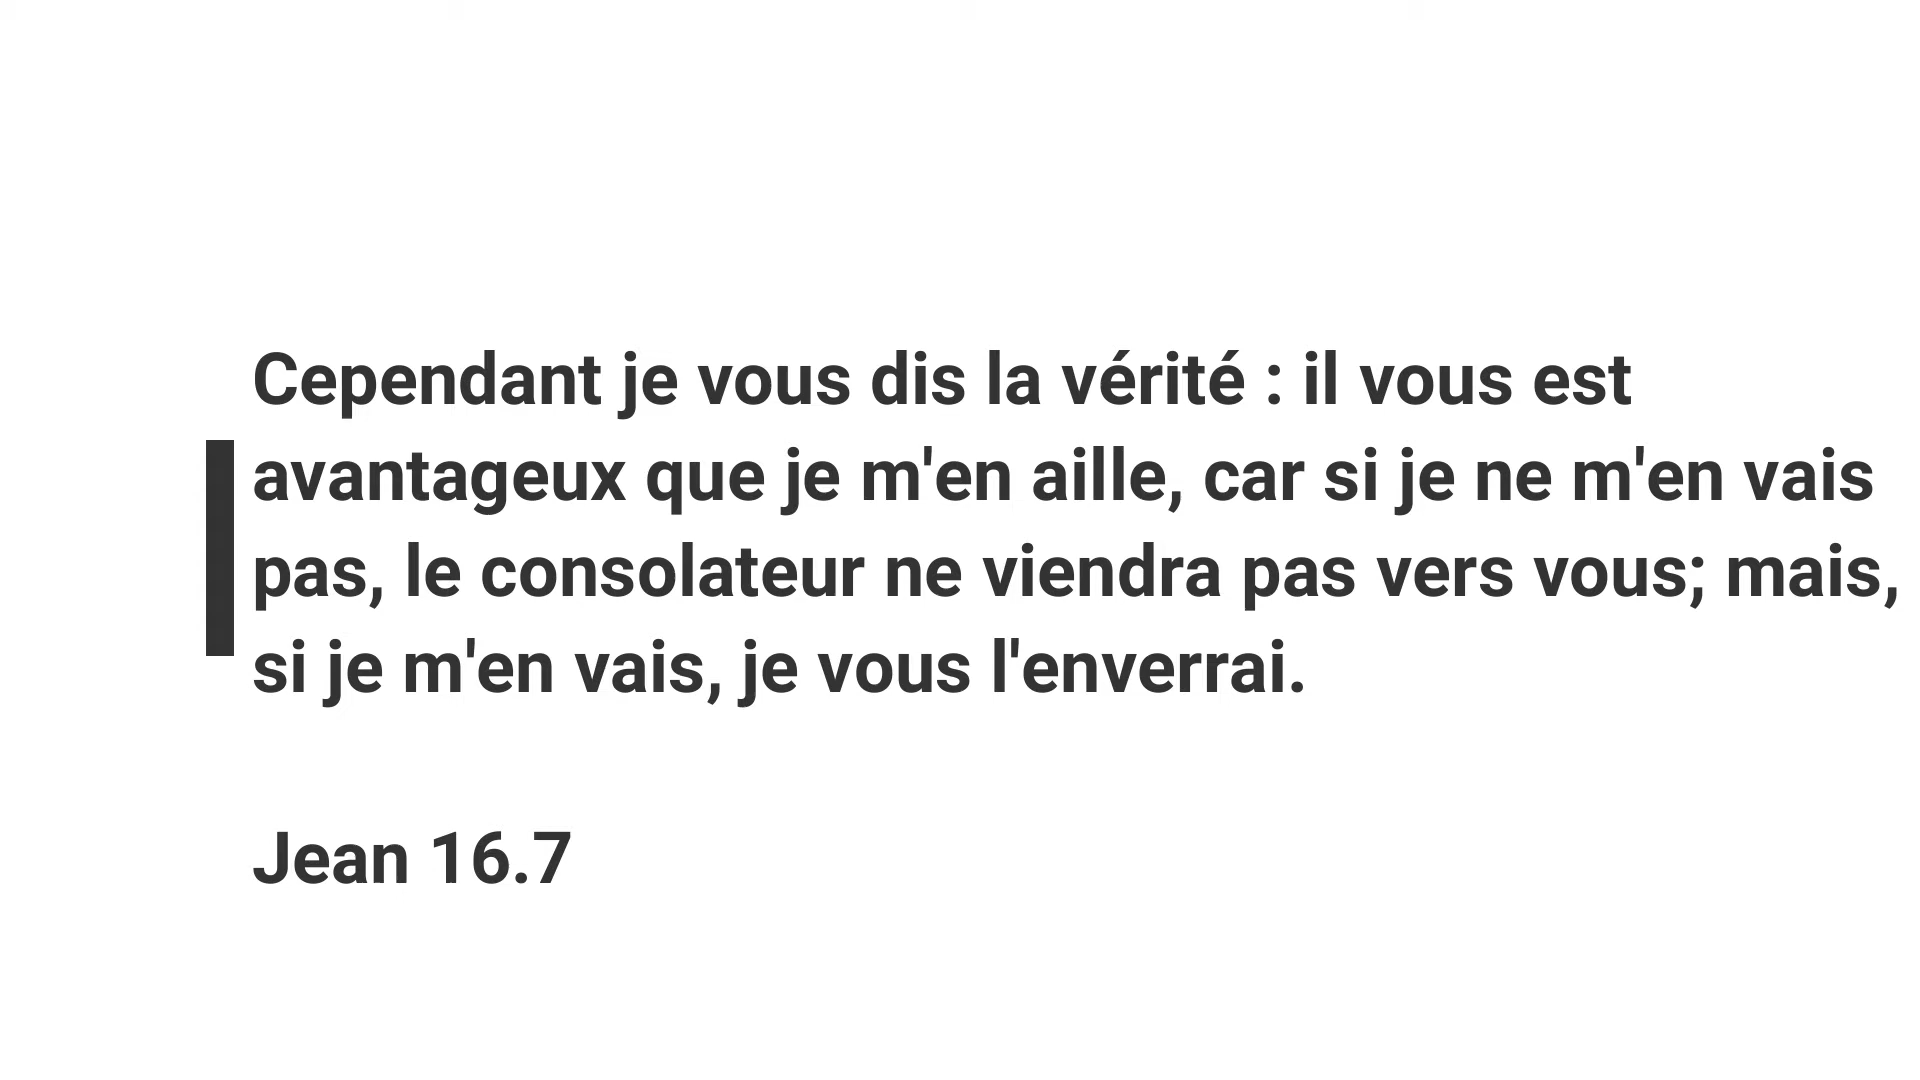 Cependant je vous dis la vérité : il vous est
avantageux que je m'en aille, car si je ne m'en vais
pas, le consolateur ne viendra pas vers vous; mais,
si je m'en vais, je vous l'enverrai.
Jean 16.7